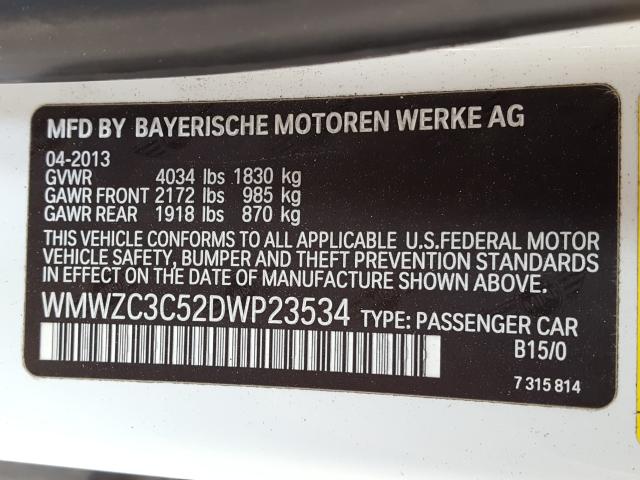 MFD BY BAYERISCHE MOTOREN WERKE AG
04-2013
GVWR 4034 lbs 1830 kg
GAWR FRONT 2172 lbs 985 kg
GAWR REAR 1918 lbs 870 kg
THIS VEHICLE CONFORMS TO ALL APPLICABLE U.S.FEDERAL MOTOR
VEHICLE SAFETY, BUMPER AND THEFT PREVENTION STANDARDS
IN EFFECT ON THE DATE OF MANUFACTURE SHOWN ABOVE.
WMWZC3C52DWP23534 TYPE: PASSENGER CAR
B15/0
7 315 814